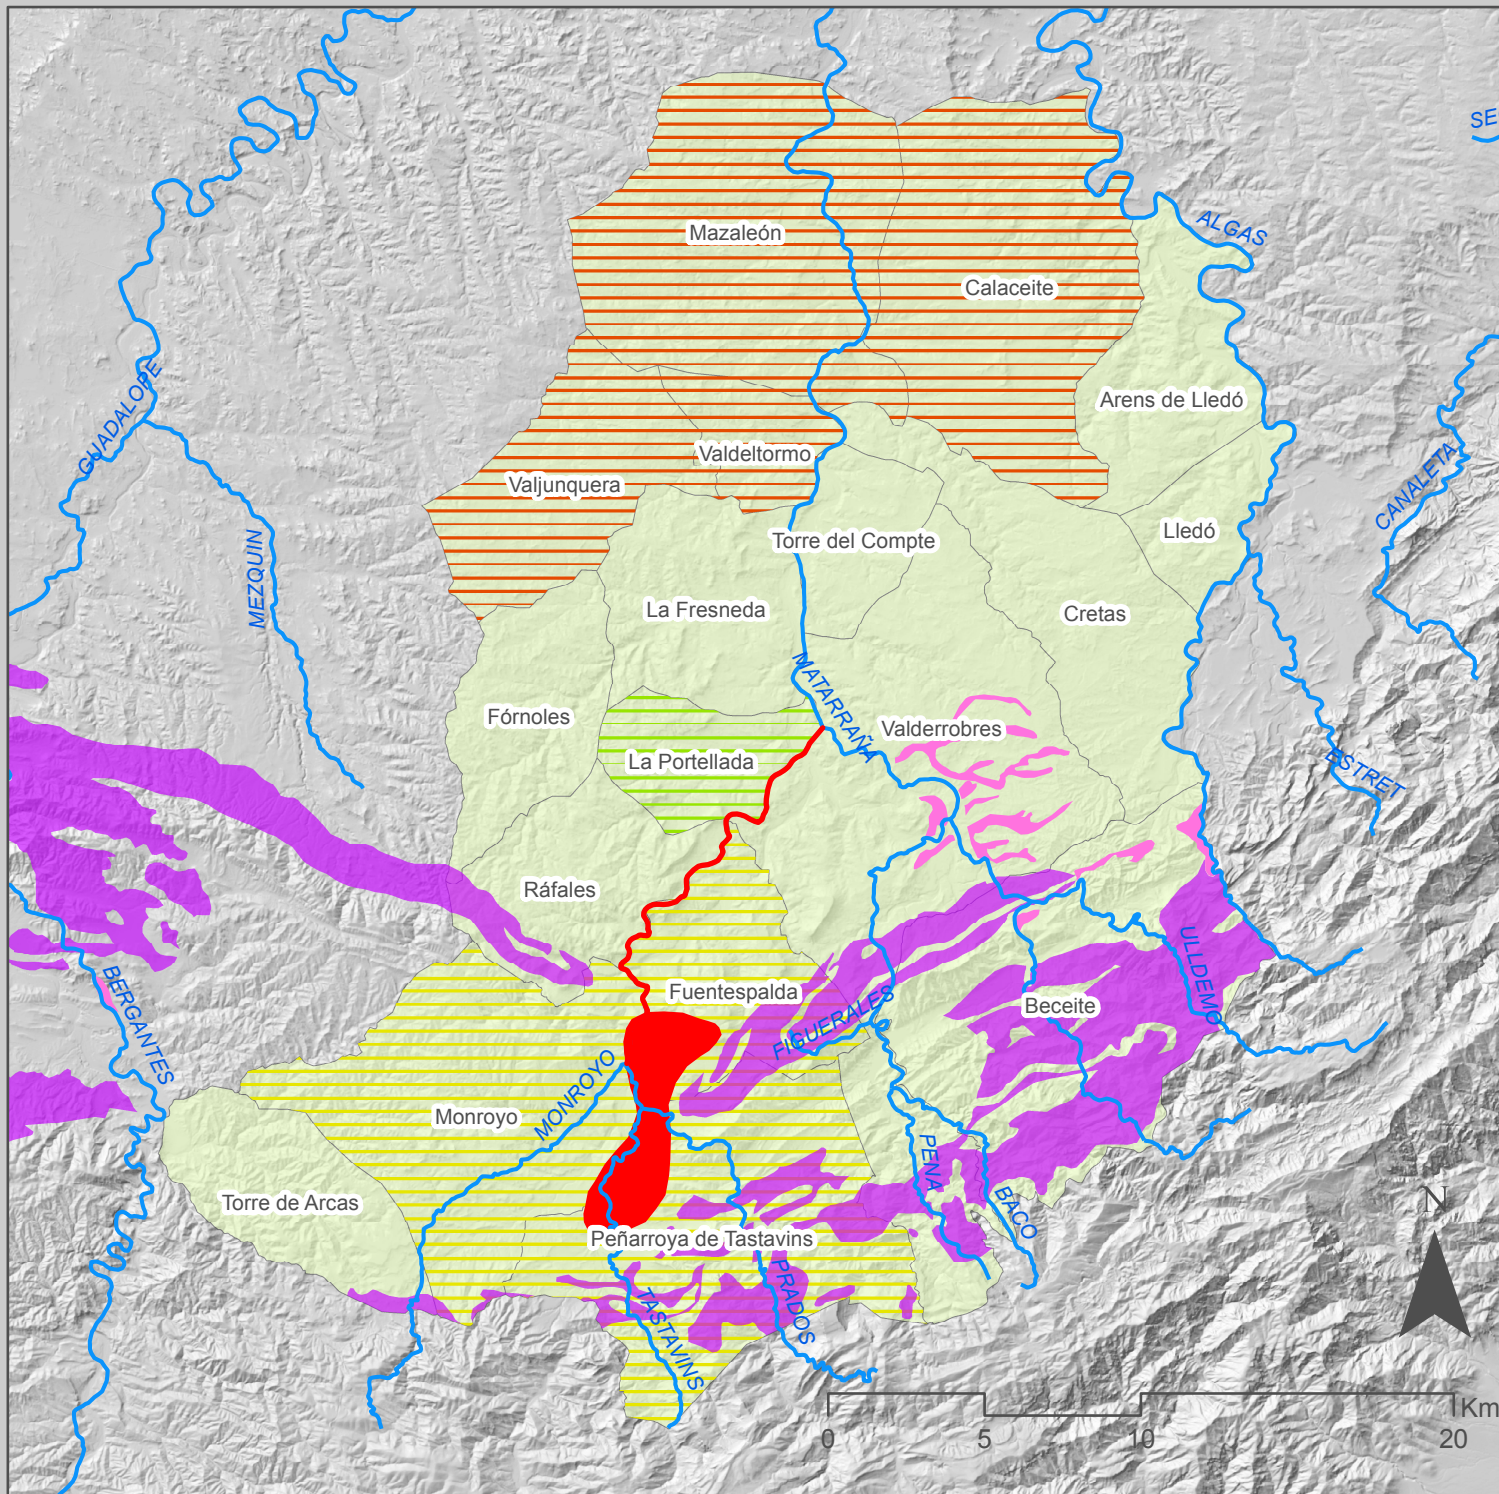 SE
ALGAS
Mazaleón
Calaceite
GUADALOPE
Arens de Lledó
Valdeltormo
CANALETA
Valjunquera
Lledó
Torre del Compte
MEZQUIN
La Fresneda
Cretas
MATARRAÑA
Fórnoles
Valderrobres
La Portellada
ESTRET
Ráfales
ULLDEMO
BERGANTES
Fuentespalda
Beceite
FIGUERALES
MONROYO
Monroyo
PENA
Torre de Arcas
BACO
N
Peñarroya de Tastavins
PRADOS
TASTAVINS
Km
0 5 10 20